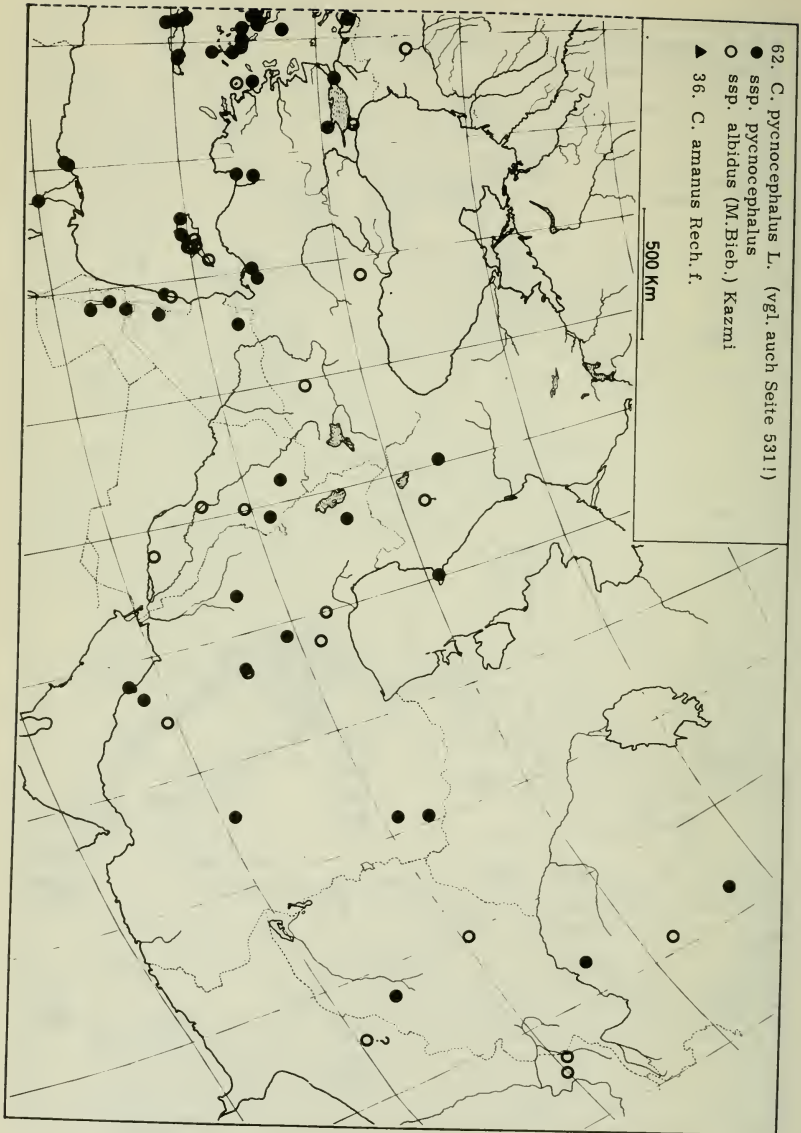 62. C. pycnocephalus L. (vgl. auch Seite 531!)
● ssp. pycnocephalus
○ ssp. albidus (M.Bieb.) Kazmi
▲ 36. C. amanus Rech. f.
500 Km
?